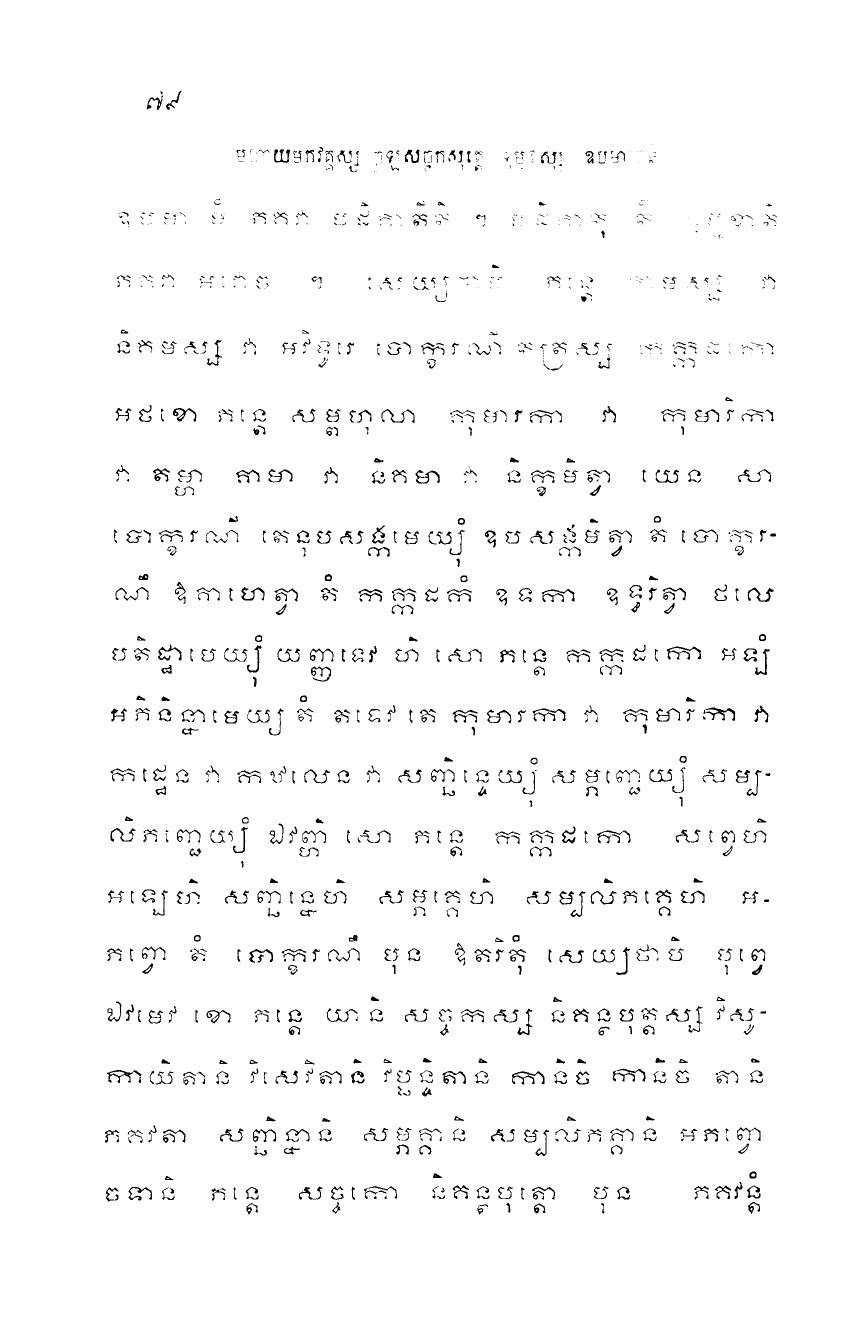 ៧៩
មហាយមកវគ្គស្ស ចូឡសច្ចកសុត្តេ ទុម្មុខស្ស ឧបមាវចនំ
ឧបមា មំ ភគវា បដិភាតីតិ ។ បដិភាតុ តំ ទុម្មុខាតិ
ភគវា អវោច ។ សេយ្យថាបិ ភន្តេ គាមស្ស វា
និគមស្ស វា អវិទូរេ បោក្ខរណី តត្រស្ស កក្កដកោ
អថខោ ភន្តេ សម្ពហុលា កុមារកា វា កុមារិកា
វា តម្ហា គាមា វា និគមា វា និក្ខមិត្វា យេន សា
បោក្ខរណី តេនុបសង្កមេយ្យុំ ឧបសង្កមិត្វា តំ បោក្ខរ-
ណឹ ឱគាហេត្វា តំ កក្កដកំ ឧទកា ឧទ្ធរិត្វា ថលេ
បតិដ្ឋាបេយ្យុំ យញ្ញទេវ ហិ សោ ភន្តេ កក្កដកោ អឡំ
អភិនិន្នាមេយ្យ តំ តទេវ តេ កុមារកា វា កុមារិកា វា
កដ្ឋេន វា កឋលេន វា សញ្ឆិន្ទេយ្យុំ សម្ភញ្ជេយ្យុំ សម្ប-
លិភញ្ជេយ្យុំ ឯវញ្ហិ សោ ភន្តេ កក្កដកោ សព្វេហិ
អឡេហិ សញ្ឆិន្នេហិ សម្ភគ្គេហិ សម្បលិភគ្គេហិ អ-
ភព្វោ តំ បោក្ខរណឹ បុន ឱតរិតុំ សេយ្យថាបិ បុព្វេ
ឯវមេវ ខោ ភន្តេ យានិ សច្ចកស្ស និគន្ថបុត្តស្ស វិសូ-
កាយិតានិ វិសេវិតានិ វិប្ផន្ទិតានិ កានិចិ កានិចិ តានិ
ភគវតា សញ្ឆិន្នានិ សម្ភគ្គានិ សម្បលិភគ្គានិ អភព្វោ
ចទានិ ភន្តេ សច្ចកោ និគន្ថបុត្តោ បុន ភគវន្តំ